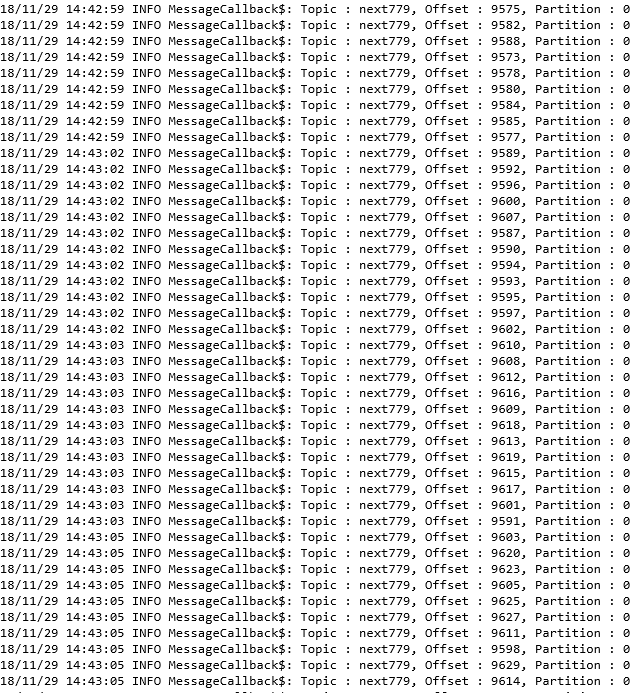 18/11/29 14:42:59 INFO MessageCallback$: Topic : next779, Offset : 9575, Partition : 0
18/11/29 14:42:59 INFO MessageCallback$: Topic : next779, Offset : 9582, Partition : 0
18/11/29 14:42:59 INFO MessageCallback$: Topic : next779, Offset : 9588, Partition : 0
18/11/29 14:42:59 INFO MessageCallback$: Topic : next779, Offset : 9573, Partition : 0
18/11/29 14:42:59 INFO MessageCallback$: Topic : next779, Offset : 9578, Partition : 0
18/11/29 14:42:59 INFO MessageCallback$: Topic : next779, Offset : 9580, Partition : 0
18/11/29 14:42:59 INFO MessageCallback$: Topic : next779, Offset : 9584, Partition : 0
18/11/29 14:42:59 INFO MessageCallback$: Topic : next779, Offset : 9585, Partition : 0
18/11/29 14:42:59 INFO MessageCallback$: Topic : next779, Offset : 9577, Partition : 0
18/11/29 14:43:02 INFO MessageCallback$: Topic : next779, Offset : 9589, Partition : 0
18/11/29 14:43:02 INFO MessageCallback$: Topic : next779, Offset : 9592, Partition : 0
18/11/29 14:43:02 INFO MessageCallback$: Topic : next779, Offset : 9596, Partition : 0
18/11/29 14:43:02 INFO MessageCallback$: Topic : next779, Offset : 9600, Partition : 0
18/11/29 14:43:02 INFO MessageCallback$: Topic : next779, Offset : 9607, Partition : 0
18/11/29 14:43:02 INFO MessageCallback$: Topic : next779, Offset : 9587, Partition : 0
18/11/29 14:43:02 INFO MessageCallback$: Topic : next779, Offset : 9590, Partition : 0
18/11/29 14:43:02 INFO MessageCallback$: Topic : next779, Offset : 9594, Partition : 0
18/11/29 14:43:02 INFO MessageCallback$: Topic : next779, Offset : 9593, Partition : 0
18/11/29 14:43:02 INFO MessageCallback$: Topic : next779, Offset : 9595, Partition : 0
18/11/29 14:43:02 INFO MessageCallback$: Topic : next779, Offset : 9597, Partition : 0
18/11/29 14:43:02 INFO MessageCallback$: Topic : next779, Offset : 9602, Partition : 0
18/11/29 14:43:03 INFO MessageCallback$: Topic : next779, Offset : 9610, Partition : 0
18/11/29 14:43:03 INFO MessageCallback$: Topic : next779, Offset : 9608, Partition : 0
18/11/29 14:43:03 INFO MessageCallback$: Topic : next779, Offset : 9612, Partition : 0
18/11/29 14:43:03 INFO MessageCallback$: Topic : next779, Offset : 9616, Partition : 0
18/11/29 14:43:03 INFO MessageCallback$: Topic : next779, Offset : 9609, Partition : 0
18/11/29 14:43:03 INFO MessageCallback$: Topic : next779, Offset : 9618, Partition : 0
18/11/29 14:43:03 INFO MessageCallback$: Topic : next779, Offset : 9613, Partition : 0
18/11/29 14:43:03 INFO MessageCallback$: Topic : next779, Offset : 9619, Partition : 0
18/11/29 14:43:03 INFO MessageCallback$: Topic : next779, Offset : 9615, Partition : 0
18/11/29 14:43:03 INFO MessageCallback$: Topic : next779, Offset : 9617, Partition : 0
18/11/29 14:43:03 INFO MessageCallback$: Topic : next779, Offset : 9601, Partition : 0
18/11/29 14:43:03 INFO MessageCallback$: Topic : next779, Offset : 9591, Partition : 0
18/11/29 14:43:05 INFO MessageCallback$: Topic : next779, Offset : 9603, Partition : 0
18/11/29 14:43:05 INFO MessageCallback$: Topic : next779, Offset : 9620, Partition : 0
18/11/29 14:43:05 INFO MessageCallback$: Topic : next779, Offset : 9623, Partition : 0
18/11/29 14:43:05 INFO MessageCallback$: Topic : next779, Offset : 9605, Partition : 0
18/11/29 14:43:05 INFO MessageCallback$: Topic : next779, Offset : 9625, Partition : 0
18/11/29 14:43:05 INFO MessageCallback$: Topic : next779, Offset : 9627, Partition : 0
18/11/29 14:43:05 INFO MessageCallback$: Topic : next779, Offset : 9611, Partition : 0
18/11/29 14:43:05 INFO MessageCallback$: Topic : next779, Offset : 9598, Partition : 0
18/11/29 14:43:05 INFO MessageCallback$: Topic : next779, Offset : 9629, Partition : 0
18/11/29 14:43:05 INFO MessageCallback$: Topic : next779, Offset : 9614, Partition : 0